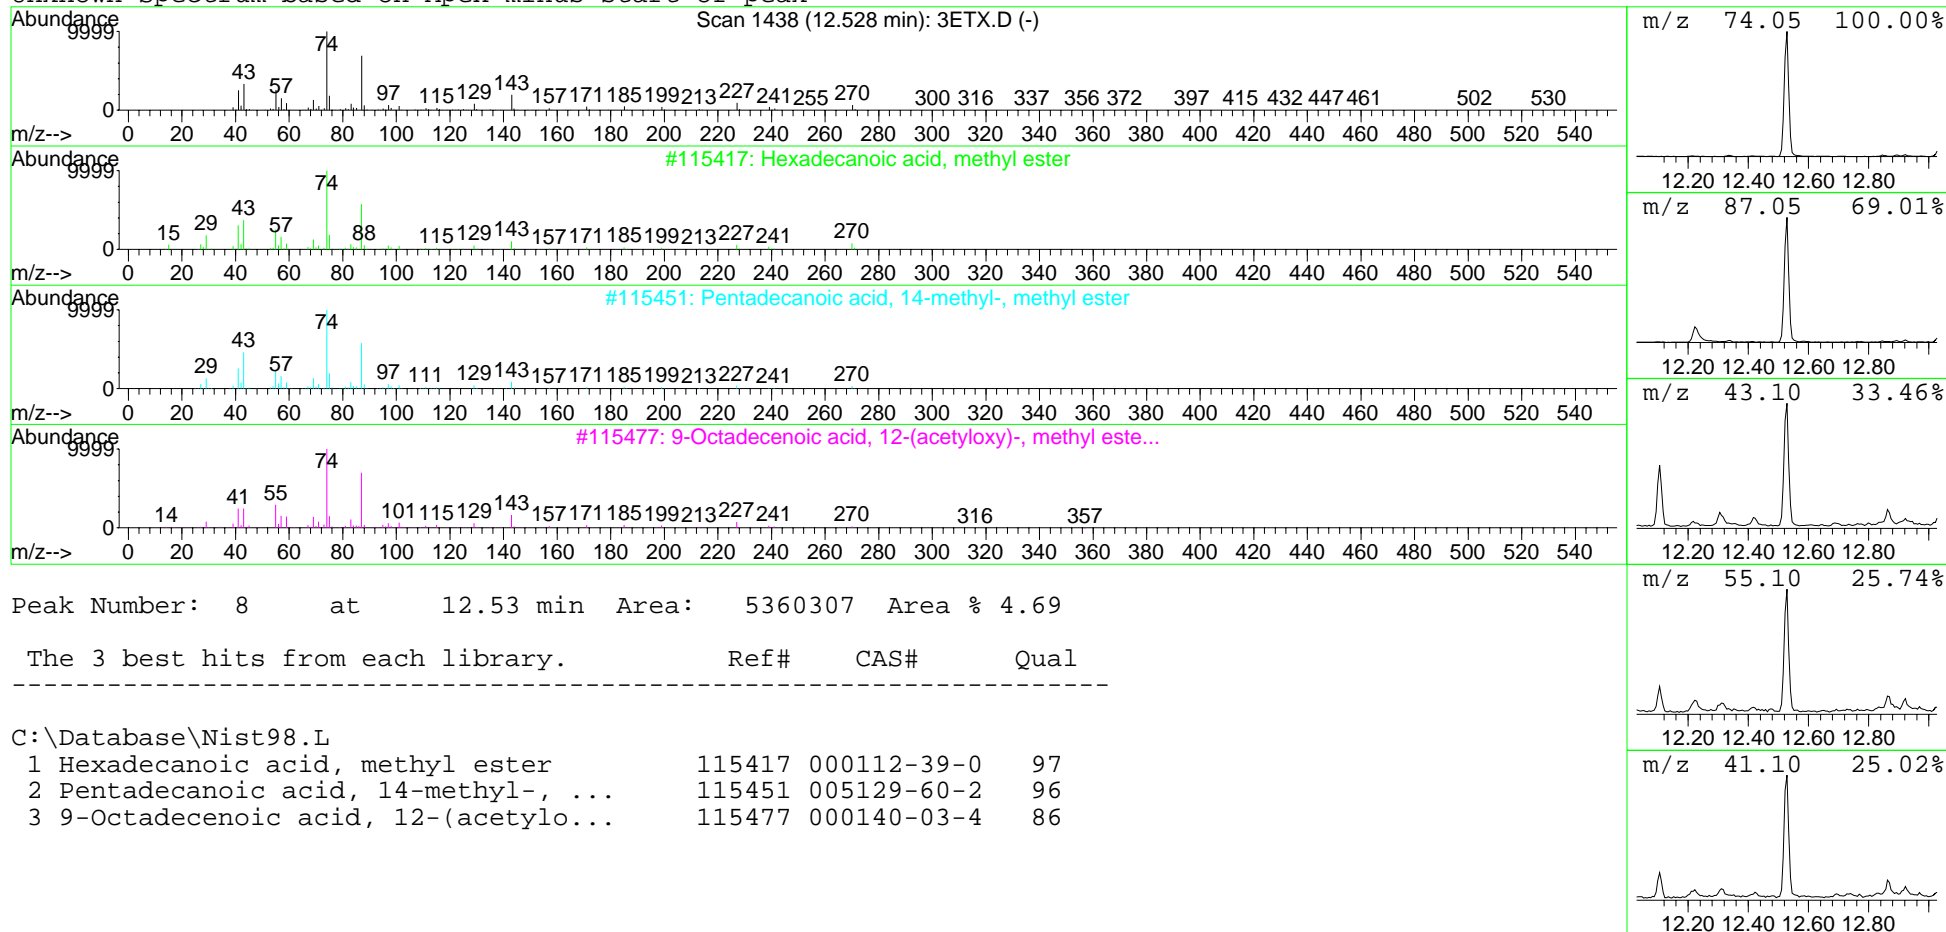 Unknown Spectrum based on Apex minus start of peak
Abundance
Scan 1438 (12.528 min): 3ETX.D (-)
9999
74
43
57
97
115 129 143 157 171 185 199 213 227 241 255 270 300 316 337 356 372 397 415 432 447 461 502 530
0
0 20 40 60 80 100 120 140 160 180 200 220 240 260 280 300 320 340 360 380 400 420 440 460 480 500 520 540
m/z-->
Abundance
#115417: Hexadecanoic acid, methyl ester
9999
74
15 29 43 57 88 115 129 143 157 171 185 199 213 227 241 270
0
0 20 40 60 80 100 120 140 160 180 200 220 240 260 280 300 320 340 360 380 400 420 440 460 480 500 520 540
m/z-->
Abundance
#115451: Pentadecanoic acid, 14-methyl-, methyl ester
9999
74
29 43 57 97 111 129 143 157 171 185 199 213 227 241 270
0
0 20 40 60 80 100 120 140 160 180 200 220 240 260 280 300 320 340 360 380 400 420 440 460 480 500 520 540
m/z-->
Abundance
#115477: 9-Octadecenoic acid, 12-(acetyloxy)-, methyl este...
9999
74
14 41 55 101 115 129 143 157 171 185 199 213 227 241 270 316 357
0
0 20 40 60 80 100 120 140 160 180 200 220 240 260 280 300 320 340 360 380 400 420 440 460 480 500 520 540
m/z-->
m/z 74.05 100.00%
12.20 12.40 12.60 12.80
m/z 87.05 69.01%
12.20 12.40 12.60 12.80
m/z 43.10 33.46%
12.20 12.40 12.60 12.80
m/z 55.10 25.74%
12.20 12.40 12.60 12.80
m/z 41.10 25.02%
12.20 12.40 12.60 12.80
Peak Number: 8 at 12.53 min Area: 5360307 Area % 4.69
The 3 best hits from each library. Ref# CAS# Qual
C:\Database\Nist98.L
1 Hexadecanoic acid, methyl ester 115417 000112-39-0 97
2 Pentadecanoic acid, 14-methyl-, ... 115451 005129-60-2 96
3 9-Octadecenoic acid, 12-(acetylo... 115477 000140-03-4 86